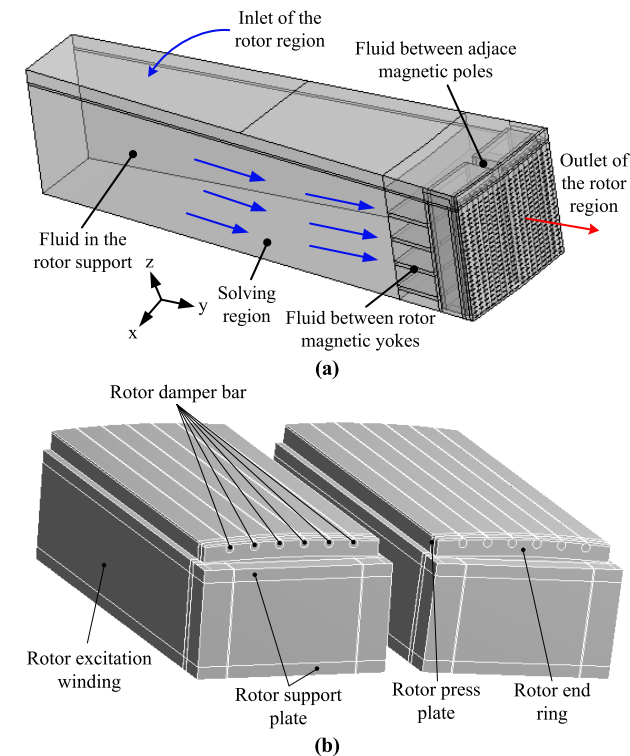 Inlet of the
rotor region
Fluid between adjace
magnetic poles
Outlet of
the rotor
region
Fluid in the
rotor support
z
y
x
Solving
region
Fluid between rotor
magnetic yokes
(a)
Rotor damper bar
Rotor excitation
winding
Rotor support
plate
Rotor press
plate
Rotor end
ring
(b)